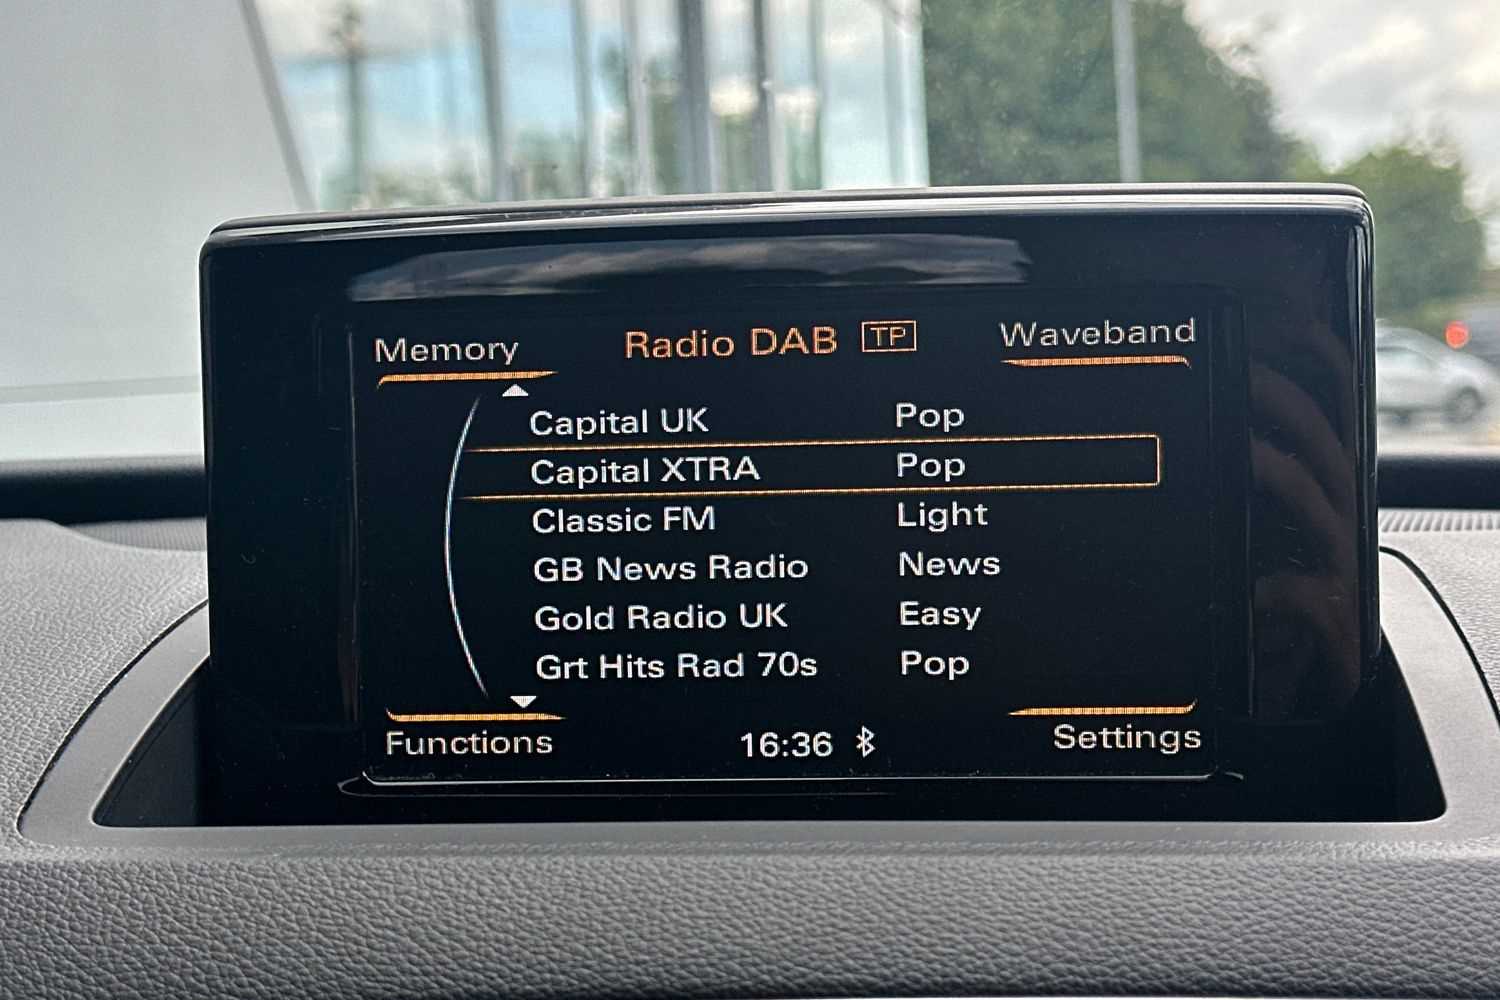 Memory Radio DAB TP Waveband
Capital UK Pop
Capital XTRA Pop
Classic FM Light
GB News Radio News
Gold Radio UK Easy
Grt Hits Rad 70s Pop
Functions 16:36 Settings